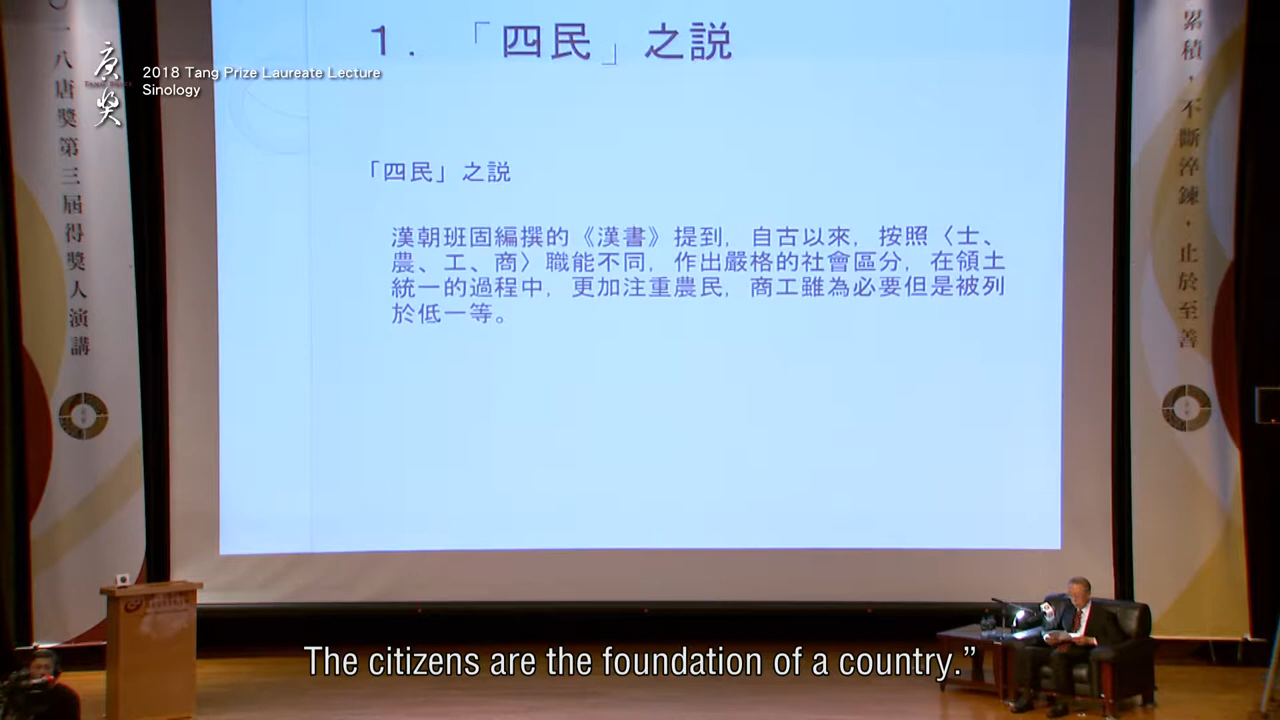 1．「四民」之説
「四民」之説
漢朝班固編撰的《漢書》提到，自古以來，按照〈士、
農、工、商〉職能不同，作出嚴格的社會區分，在領土
統一的過程中，更加注重農民，商工雖為必要但是被列
於低一等。
唐獎
2018 Tang Prize Laureate Lecture
Sinology
一八唐獎第三屆得獎人演講
累積，不斷淬鍊，止於至善
The citizens are the foundation of a country.”